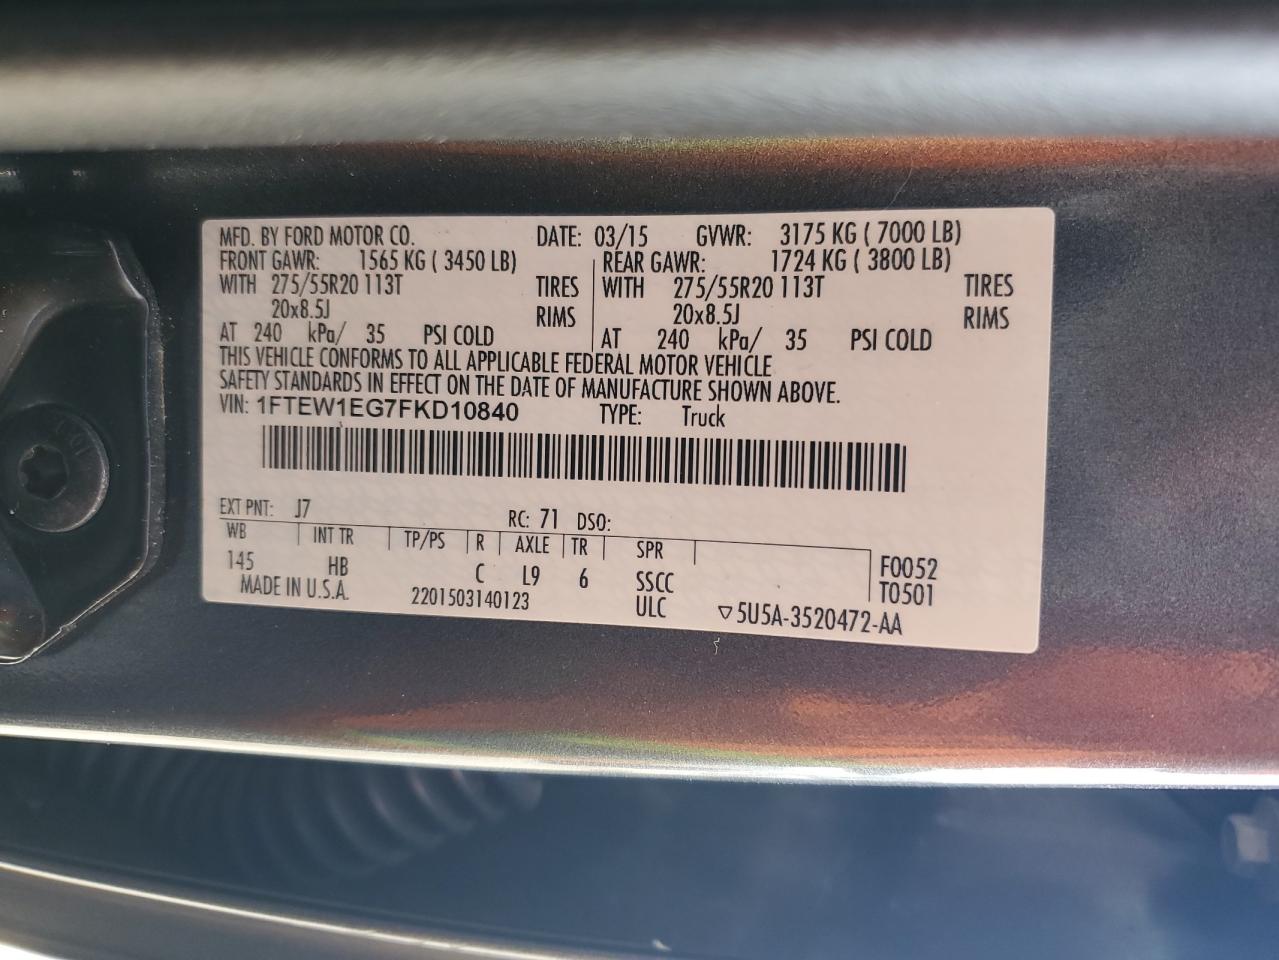 MFD. BY FORD MOTOR CO. DATE: 03/15 GVWR: 3175 KG ( 7000 LB)
FRONT GAWR: 1565 KG ( 3450 LB) REAR GAWR: 1724 KG ( 3800 LB)
WITH 275/55R20 113T TIRES WITH 275/55R20 113T TIRES
20x8.5J RIMS 20x8.5J RIMS
AT 240 kPa/ 35 PSI COLD AT 240 kPa/ 35 PSI COLD
THIS VEHICLE CONFORMS TO ALL APPLICABLE FEDERAL MOTOR VEHICLE
SAFETY STANDARDS IN EFFECT ON THE DATE OF MANUFACTURE SHOWN ABOVE.
VIN: 1FTEW1EG7FKD10840 TYPE: Truck
EXT PNT: J7 RC: 71 DSO:
WB INT TR TP/PS R AXLE TR SPR
145 HB C L9 6 SSCC F0052
MADE IN U.S.A. 2201503140123 ULC T0501
▽5U5A-3520472-AA